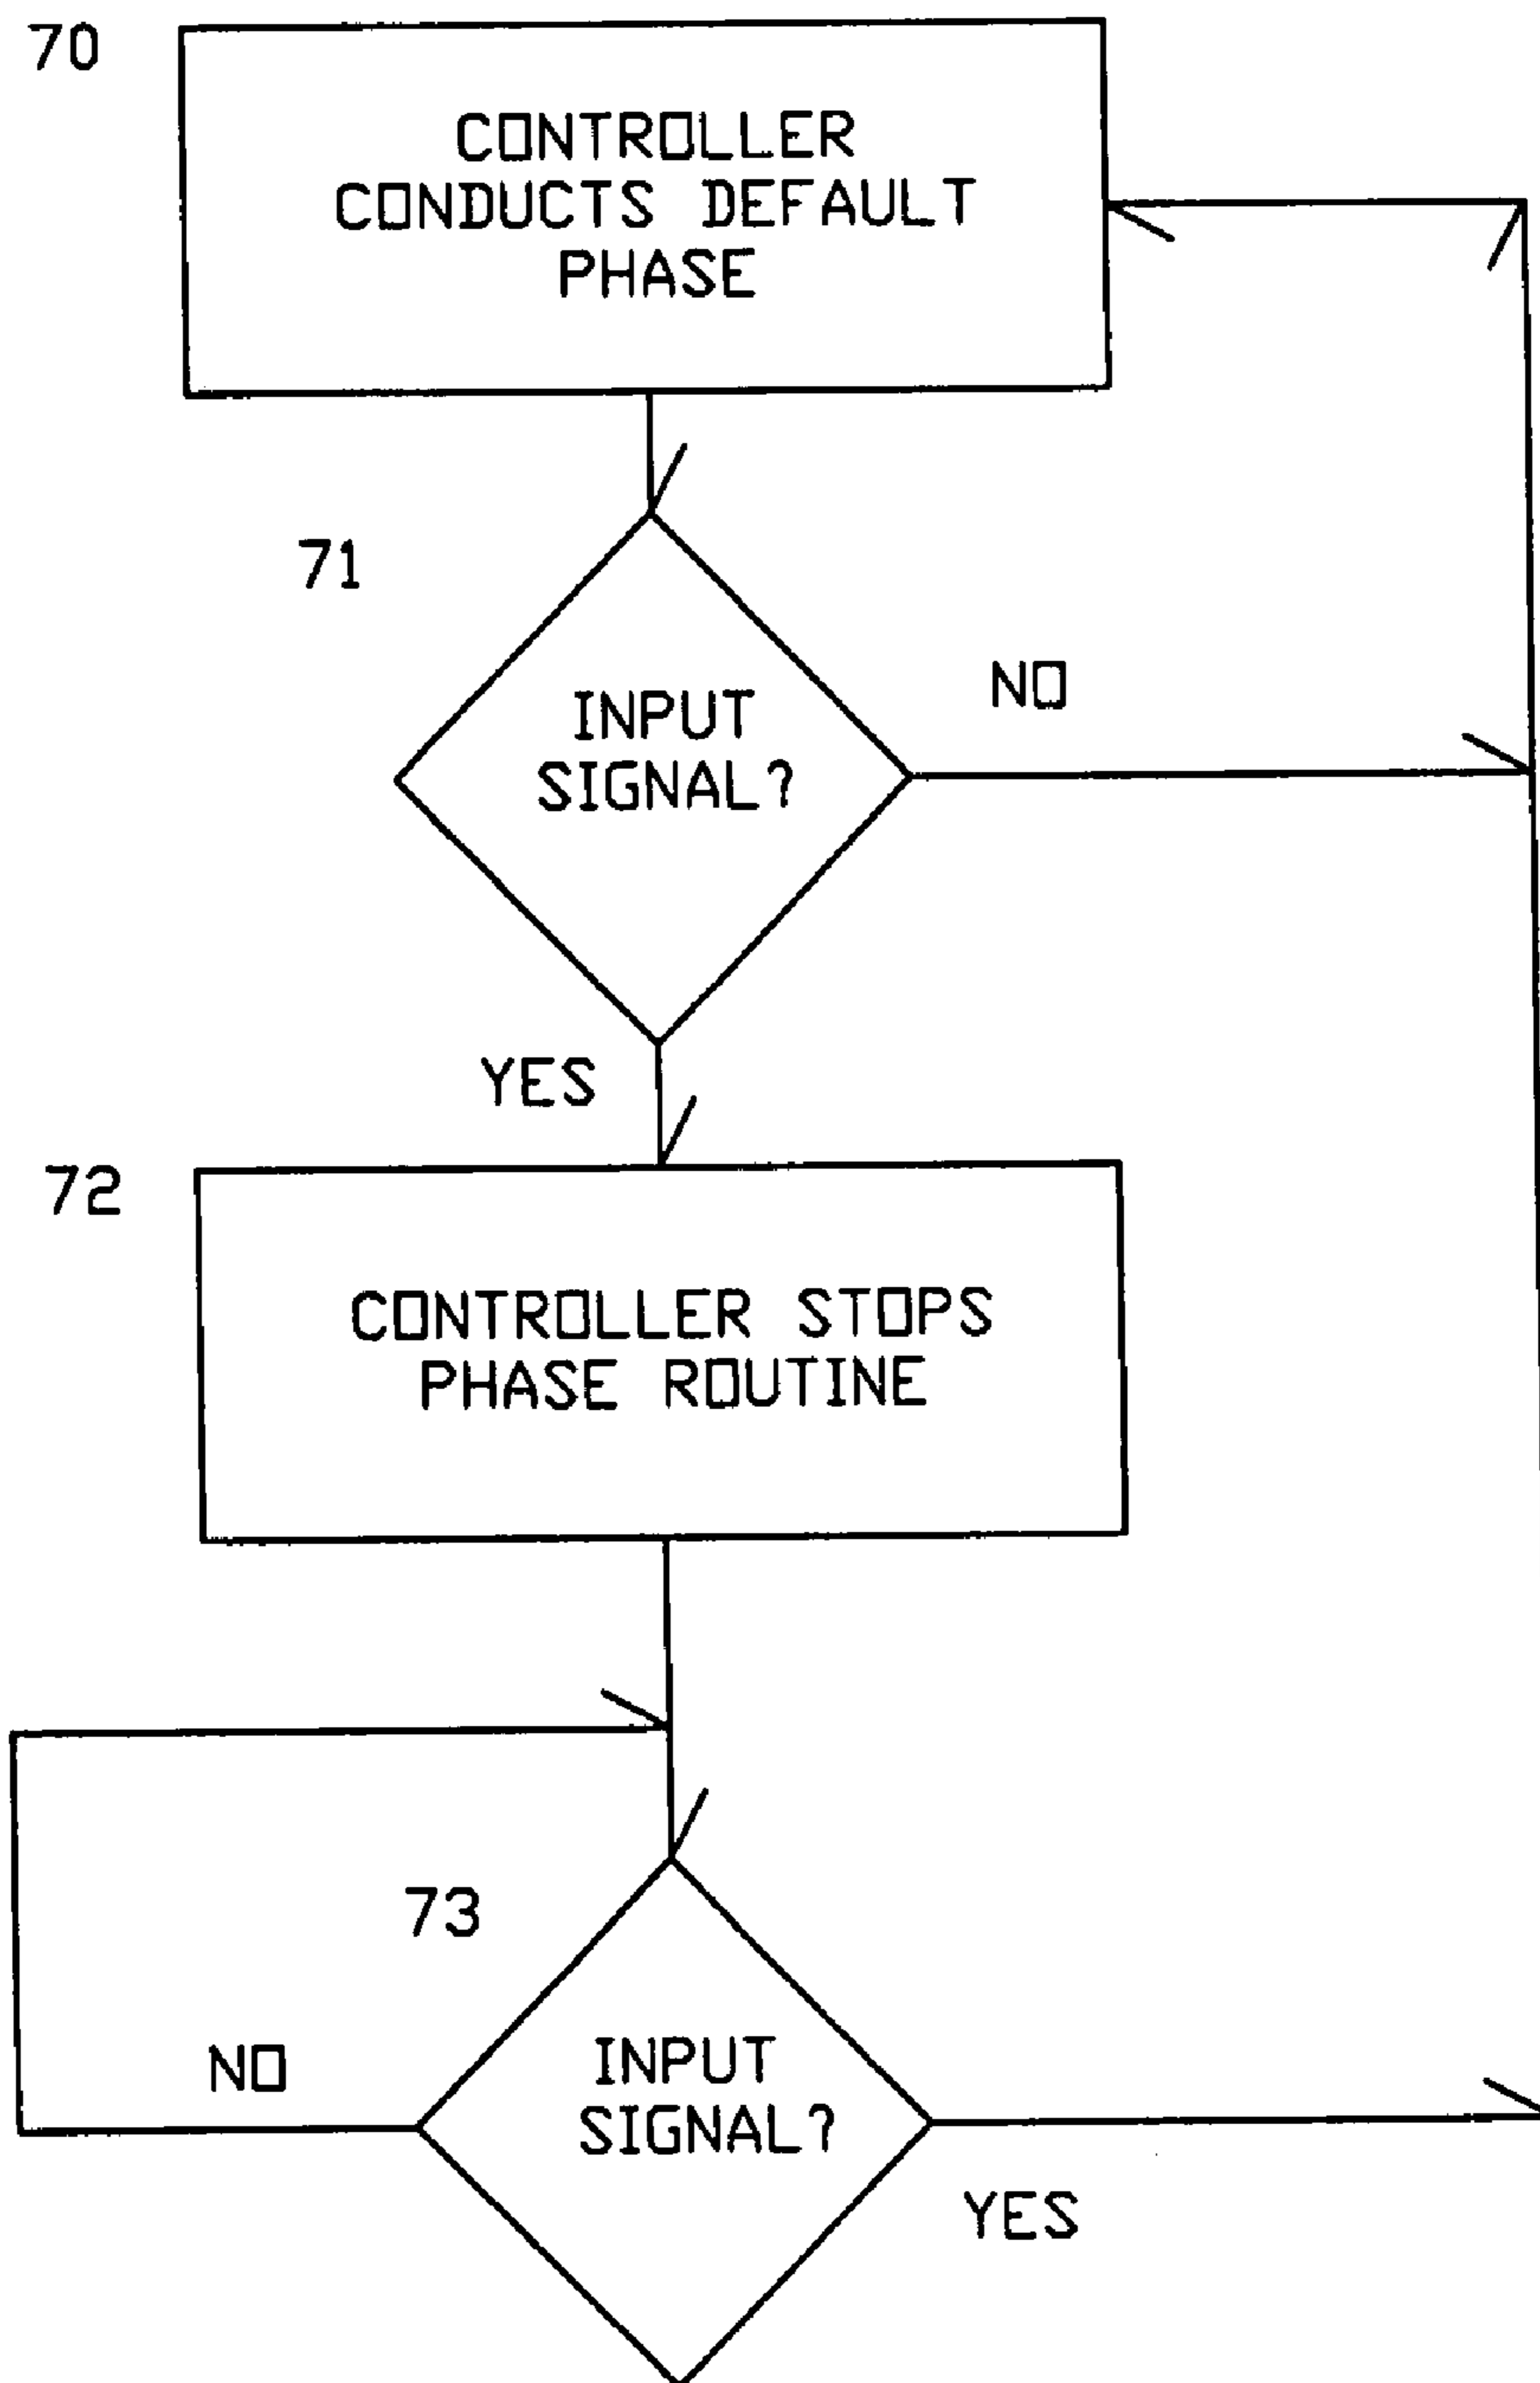 70
CONTROLLER
CONDUCTS DEFAULT
PHASE
71
INPUT
SIGNAL?
NO
YES
72
CONTROLLER STOPS
PHASE ROUTINE
73
INPUT
SIGNAL?
NO
YES